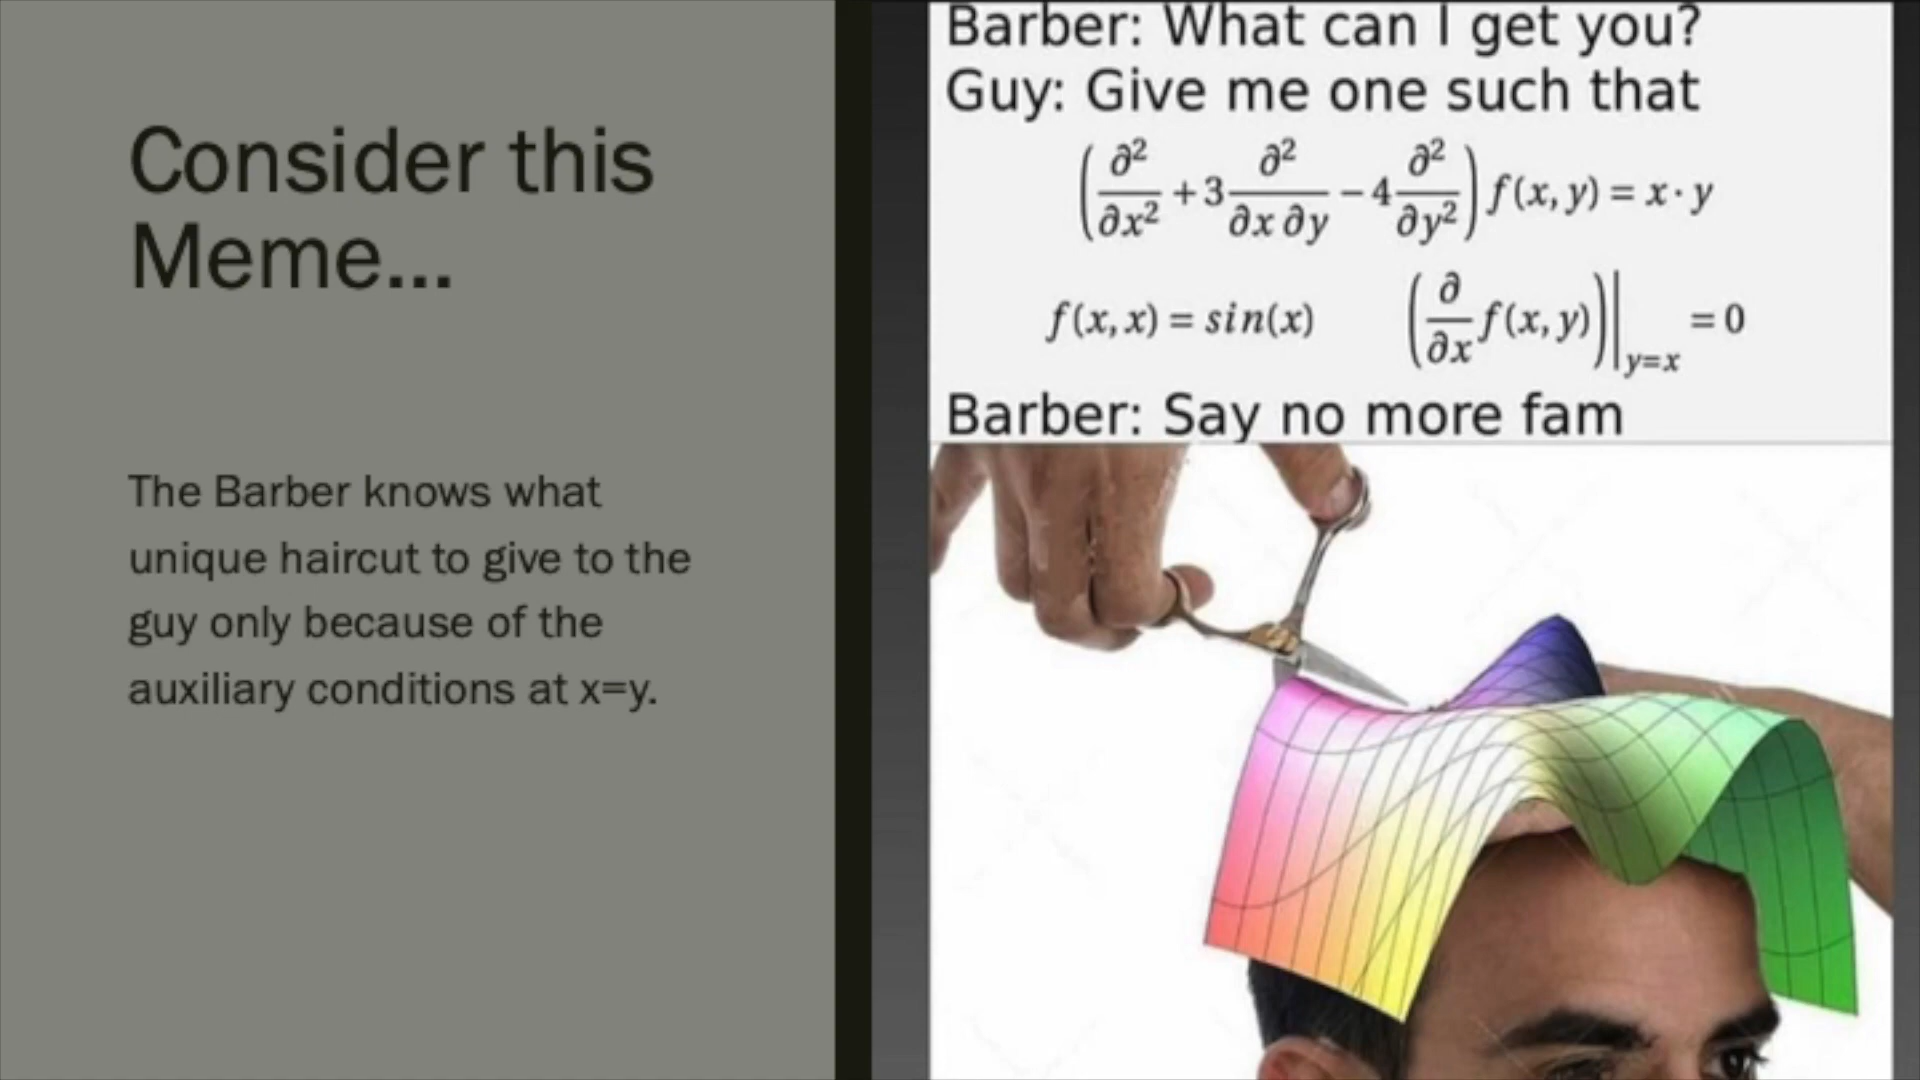 Consider this
Meme...
The Barber knows what
unique haircut to give to the
guy only because of the
auxiliary conditions at x=y.
Barber: What can I get you?
Guy: Give me one such that
(∂²/∂x² + 3 ∂²/∂x ∂y − 4 ∂²/∂y²) f(x, y) = x · y
f(x, x) = sin(x) (∂/∂x f(x, y))|y=x = 0
Barber: Say no more fam